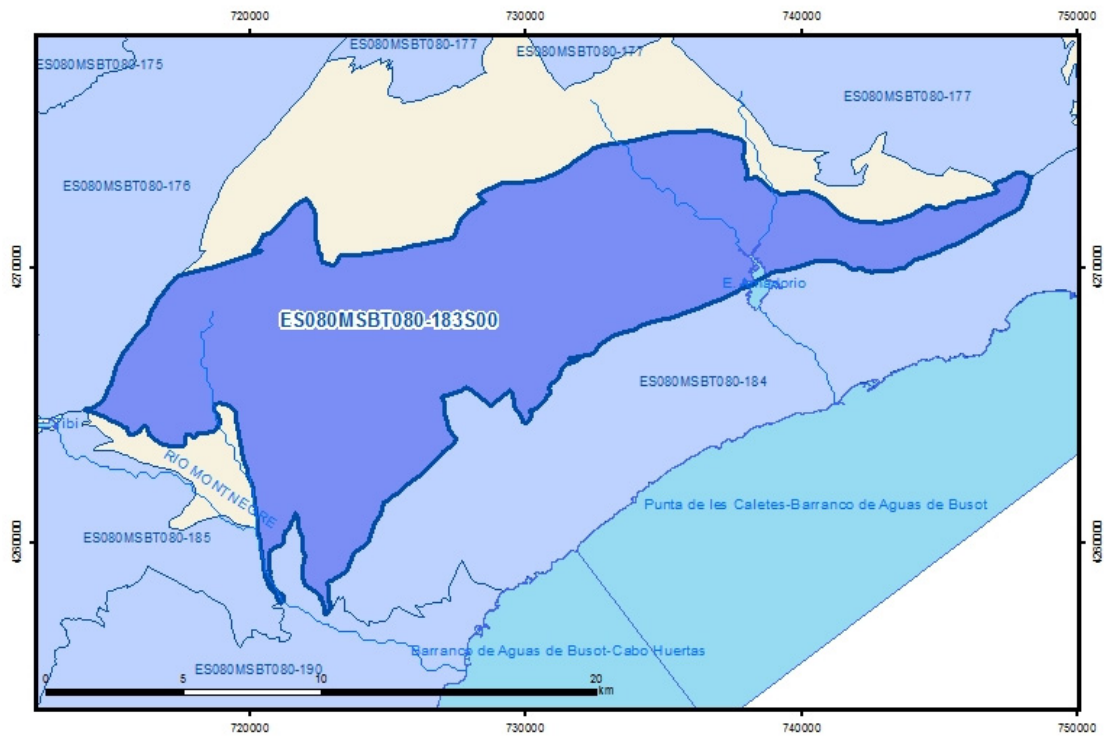 720000
730000
740000
750000
ES080MSBT080-177
ES080MSBT080-177
ES080MSBT080-175
ES080MSBT080-177
ES080MSBT080-176
4270000
4270000
E. Amadorio
ES080MSBT080-183S00
ES080MSBT080-184
RIO MONTNEGRE
Punta de les Caletes-Barranco de Aguas de Busot
ES080MSBT080-185
4260000
4260000
Barranco de Aguas de Busot-Cabo Huertas
ES080MSBT080-190
0
5
10
20
km
720000
730000
740000
750000